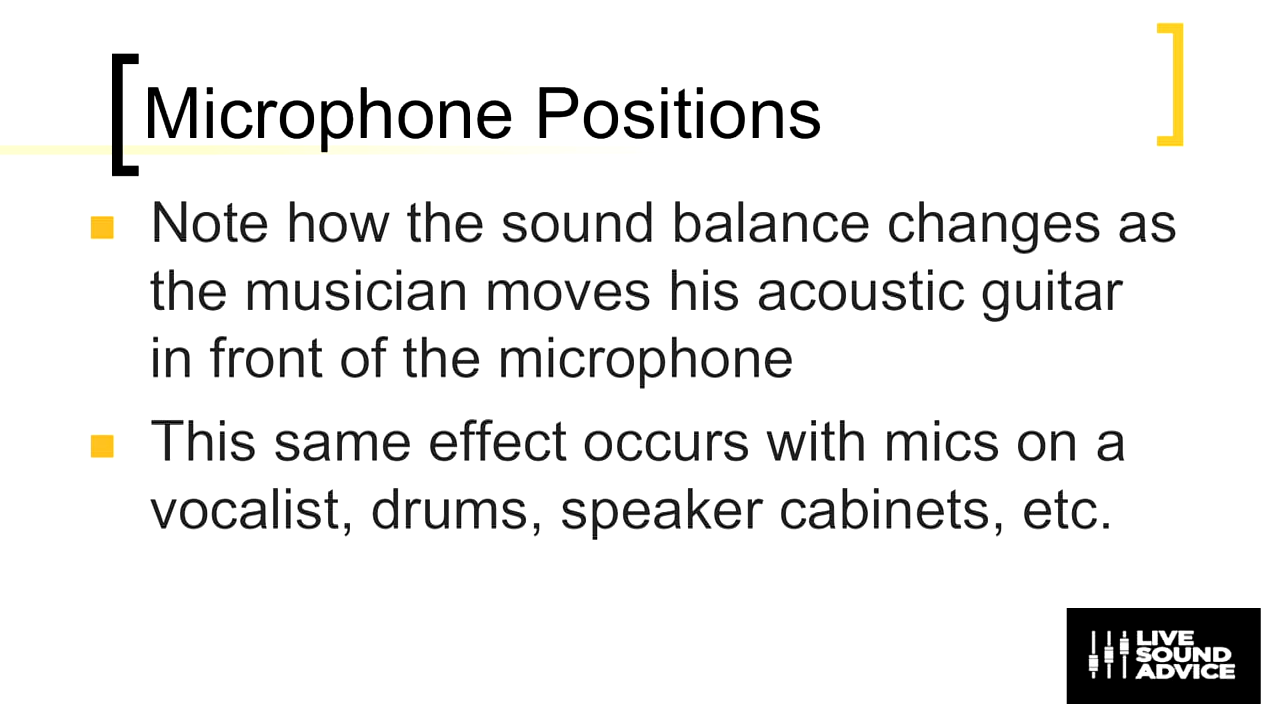 Microphone Positions
Note how the sound balance changes as
the musician moves his acoustic guitar
in front of the microphone
This same effect occurs with mics on a
vocalist, drums, speaker cabinets, etc.
LIVE
SOUND
ADVICE